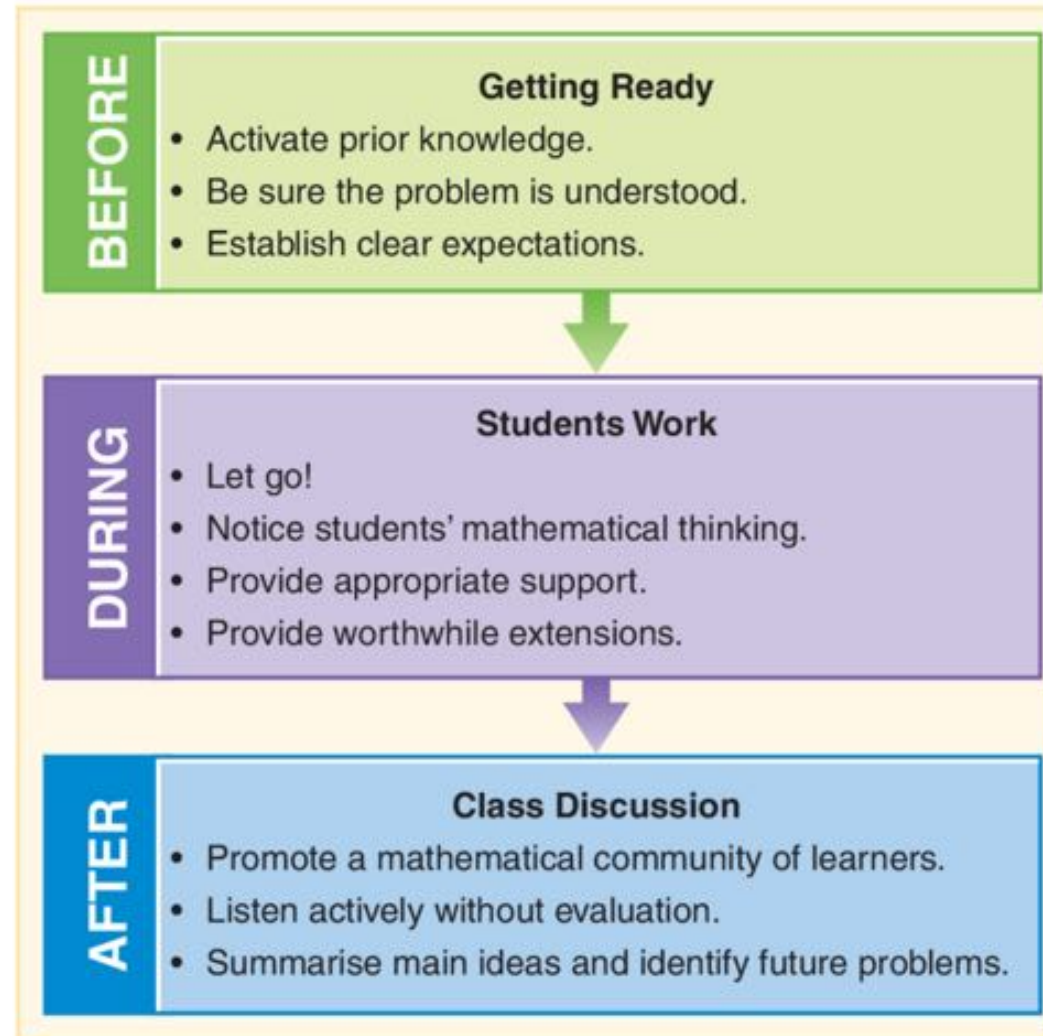 BEFORE
Getting Ready
• Activate prior knowledge.
• Be sure the problem is understood.
• Establish clear expectations.
DURING
Students Work
• Let go!
• Notice students’ mathematical thinking.
• Provide appropriate support.
• Provide worthwhile extensions.
AFTER
Class Discussion
• Promote a mathematical community of learners.
• Listen actively without evaluation.
• Summarise main ideas and identify future problems.